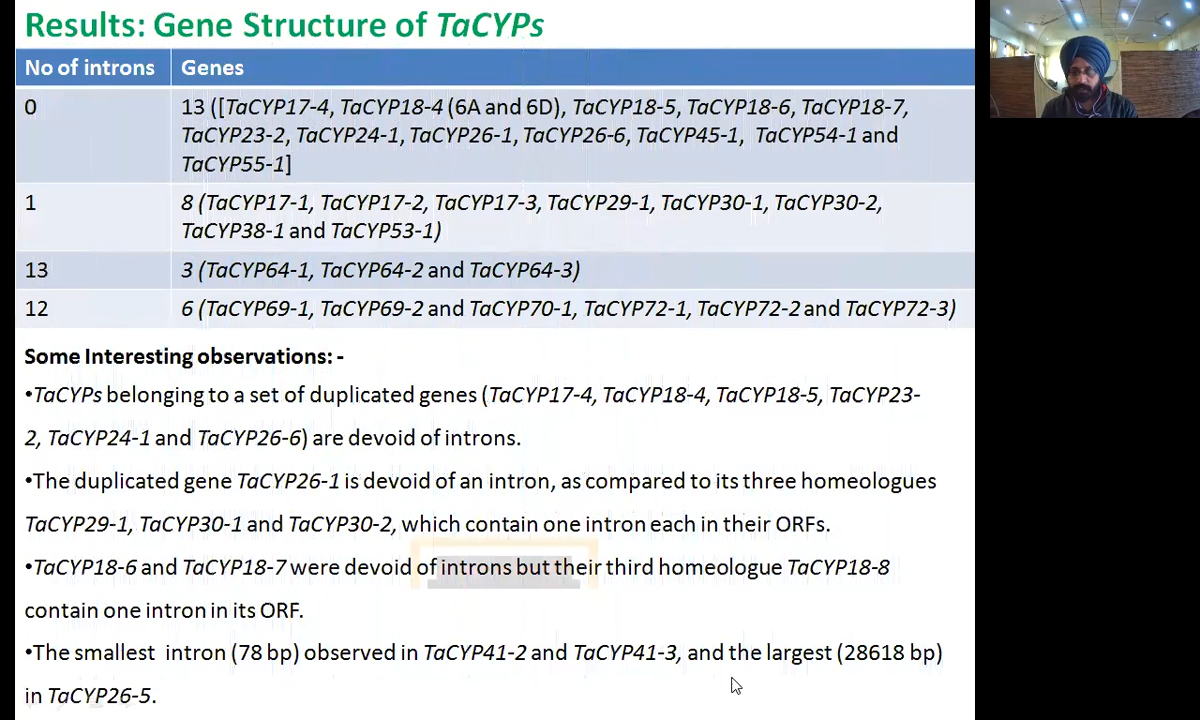 Results: Gene Structure of TaCYPs
No of introns Genes
0 13 ([TaCYP17-4, TaCYP18-4 (6A and 6D), TaCYP18-5, TaCYP18-6, TaCYP18-7,
TaCYP23-2, TaCYP24-1, TaCYP26-1, TaCYP26-6, TaCYP45-1, TaCYP54-1 and
TaCYP55-1]
1 8 (TaCYP17-1, TaCYP17-2, TaCYP17-3, TaCYP29-1, TaCYP30-1, TaCYP30-2,
TaCYP38-1 and TaCYP53-1)
13 3 (TaCYP64-1, TaCYP64-2 and TaCYP64-3)
12 6 (TaCYP69-1, TaCYP69-2 and TaCYP70-1, TaCYP72-1, TaCYP72-2 and TaCYP72-3)
Some Interesting observations: -
•TaCYPs belonging to a set of duplicated genes (TaCYP17-4, TaCYP18-4, TaCYP18-5, TaCYP23-
2, TaCYP24-1 and TaCYP26-6) are devoid of introns.
•The duplicated gene TaCYP26-1 is devoid of an intron, as compared to its three homeologues
TaCYP29-1, TaCYP30-1 and TaCYP30-2, which contain one intron each in their ORFs.
•TaCYP18-6 and TaCYP18-7 were devoid of introns but their third homeologue TaCYP18-8
contain one intron in its ORF.
•The smallest intron (78 bp) observed in TaCYP41-2 and TaCYP41-3, and the largest (28618 bp)
in TaCYP26-5.